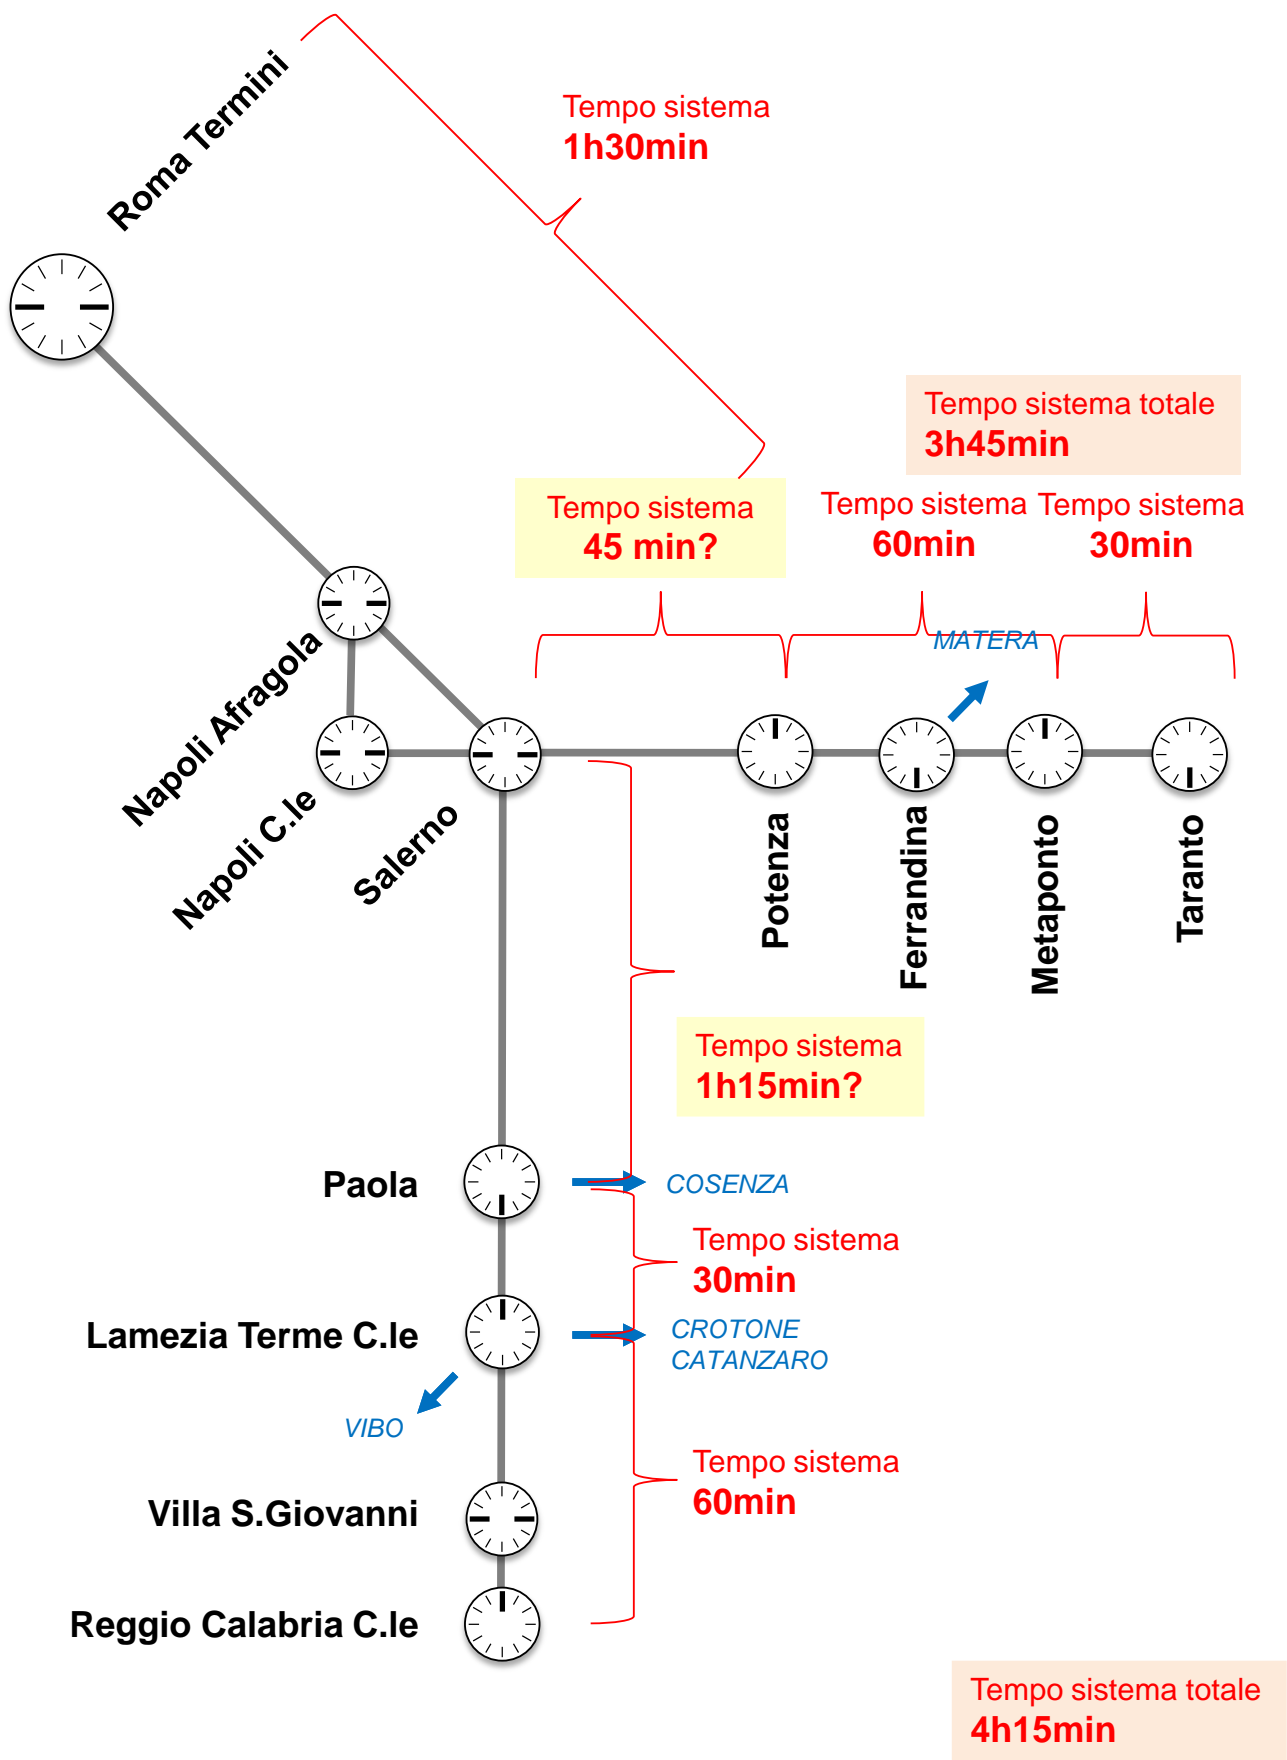 Roma Termini
Tempo sistema
1h30min
Tempo sistema totale
3h45min
Tempo sistema
45 min?
Tempo sistema
60min
Tempo sistema
30min
MATERA
Napoli Afragola
Napoli C.le
Salerno
Potenza
Ferrandina
Metaponto
Taranto
Tempo sistema
1h15min?
Paola
COSENZA
Tempo sistema
30min
Lamezia Terme C.le
CROTONE
CATANZARO
VIBO
Tempo sistema
60min
Villa S.Giovanni
Reggio Calabria C.le
Tempo sistema totale
4h15min